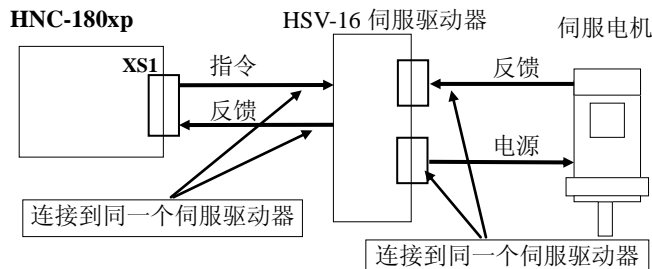 HNC-180xp
HSV-16 伺服驱动器
伺服电机
XS1
指令
反馈
反馈
电源
连接到同一个伺服驱动器
连接到同一个伺服驱动器